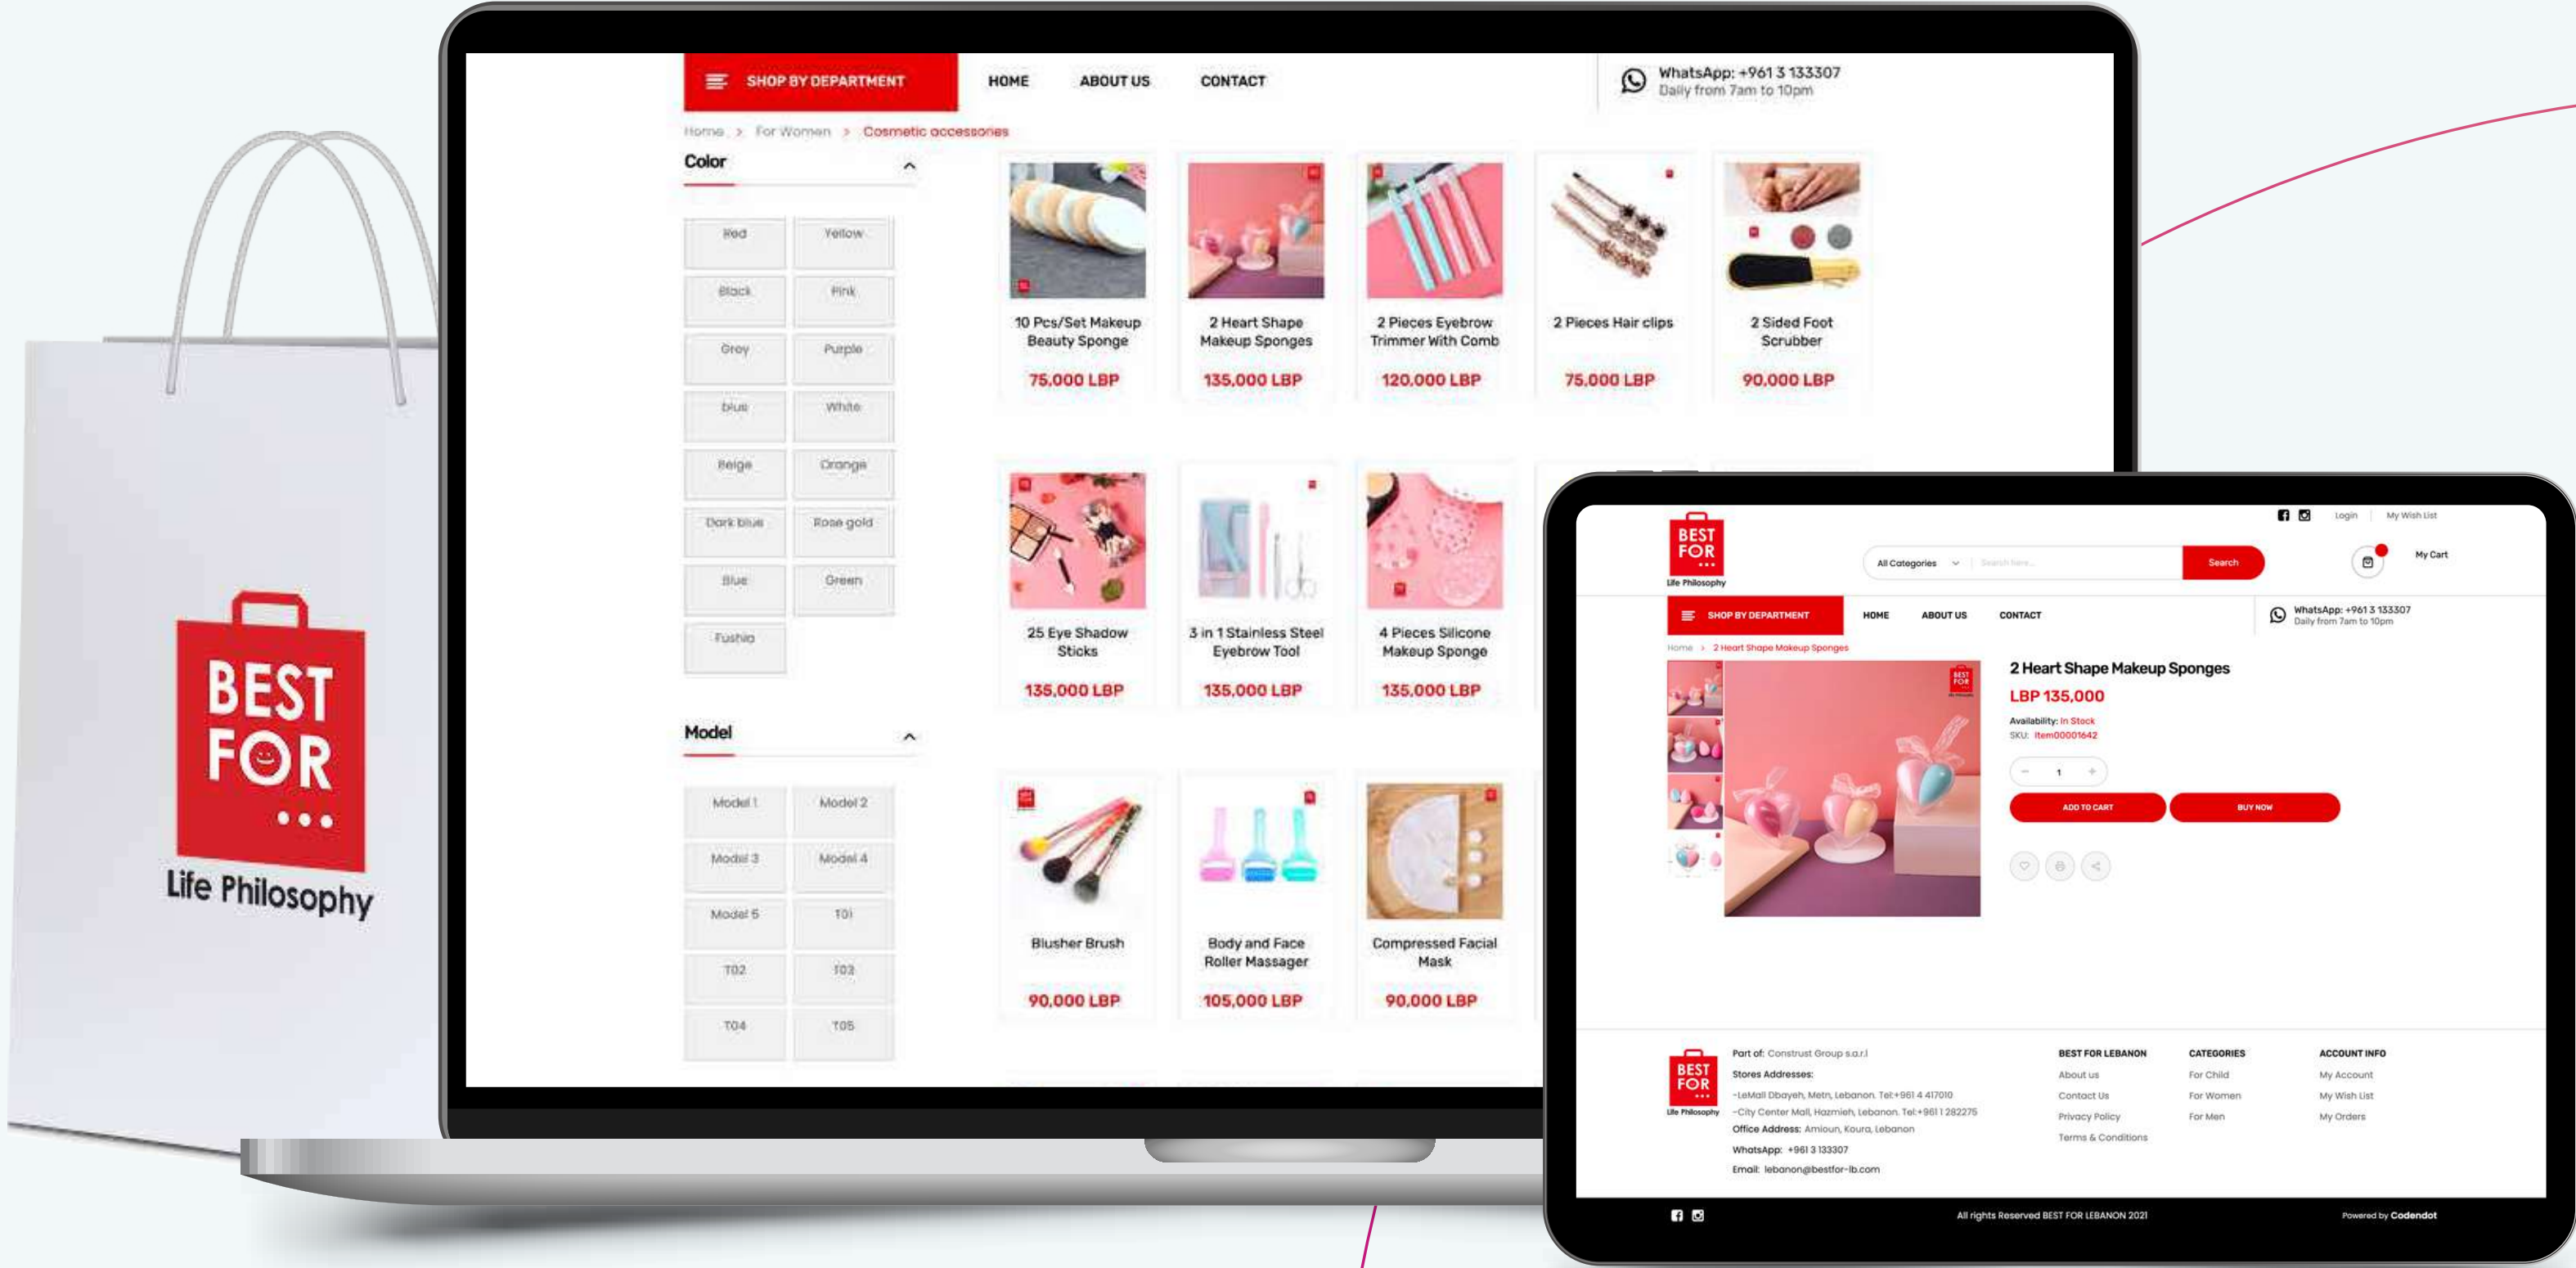 BEST
FOR
Life Philosophy
SHOP BY DEPARTMENT
HOME
ABOUT US
CONTACT
WhatsApp: +961 3 133307
Daily from 7am to 10pm
Home > For Women > Cosmetic accessories
Color
Red
Yellow
Black
Pink
Grey
Purple
blue
White
Beige
Orange
Dark blue
Rose gold
Blue
Green
Fushia
Model
Model 1
Model 2
Model 3
Model 4
Model 5
T01
T02
T03
T04
T05
10 Pcs/Set Makeup
Beauty Sponge
75,000 LBP
2 Heart Shape
Makeup Sponges
135,000 LBP
2 Pieces Eyebrow
Trimmer With Comb
120,000 LBP
2 Pieces Hair clips
75,000 LBP
2 Sided Foot
Scrubber
90,000 LBP
25 Eye Shadow
Sticks
135,000 LBP
3 in 1 Stainless Steel
Eyebrow Tool
135,000 LBP
4 Pieces Silicone
Makeup Sponge
135,000 LBP
Blusher Brush
90,000 LBP
Body and Face
Roller Massager
105,000 LBP
Compressed Facial
Mask
90,000 LBP
BEST
FOR
Life Philosophy
Login
My Wish List
All Categories
Search here...
Search
My Cart
SHOP BY DEPARTMENT
HOME
ABOUT US
CONTACT
WhatsApp: +961 3 133307
Daily from 7am to 10pm
Home > 2 Heart Shape Makeup Sponges
BEST
FOR
2 Heart Shape Makeup Sponges
LBP 135,000
Availability: In Stock
SKU: Item00001642
- 1 +
ADD TO CART
BUY NOW
BEST
FOR
Life Philosophy
Part of: Construst Group s.a.r.l
Stores Addresses:
-LeMall Dbayeh, Metn, Lebanon. Tel:+961 4 417010
-City Center Mall, Hazmieh, Lebanon. Tel:+961 1 282275
Office Address: Amioun, Koura, Lebanon
WhatsApp: +961 3 133307
Email: lebanon@bestfor-lb.com
BEST FOR LEBANON
About us
Contact Us
Privacy Policy
Terms & Conditions
CATEGORIES
For Child
For Women
For Men
ACCOUNT INFO
My Account
My Wish List
My Orders
All rights Reserved BEST FOR LEBANON 2021
Powered by Codendot